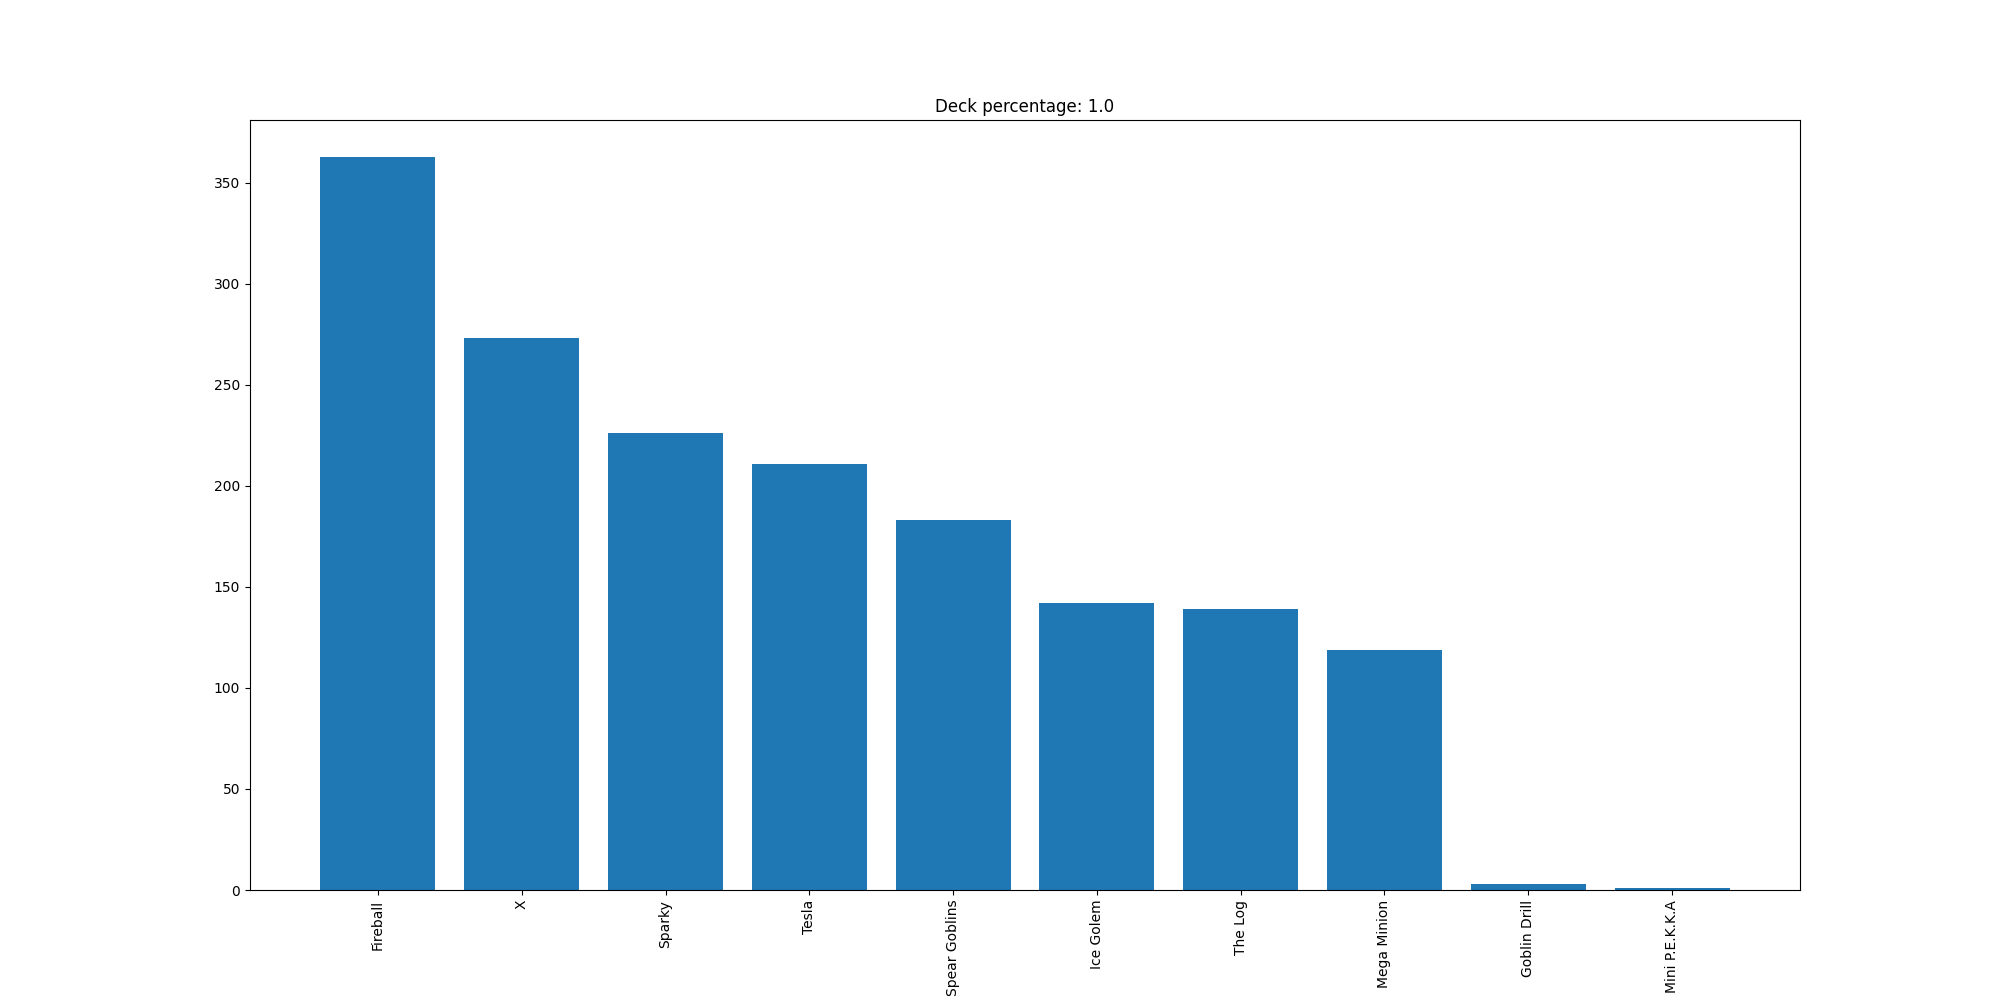 Deck percentage: 1.0
350
300
250
200
150
100
50
0
Fireball
X
Sparky
Tesla
Spear Goblins
Ice Golem
The Log
Mega Minion
Goblin Drill
Mini P.E.K.K.A